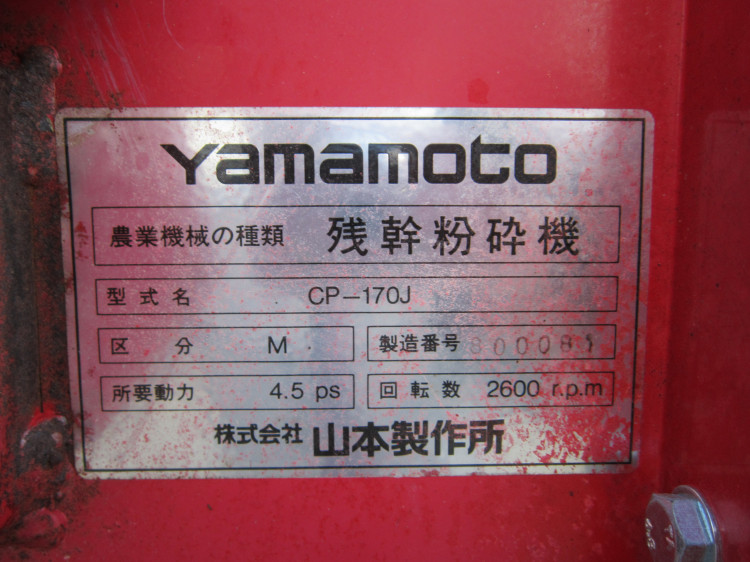 Yamamoto
農業機械の種類 残幹粉砕機
型式名 CP-170J
区分 M
製造番号
所要動力 4.5 ps
回転数 2600 r.p.m
株式会社 山本製作所